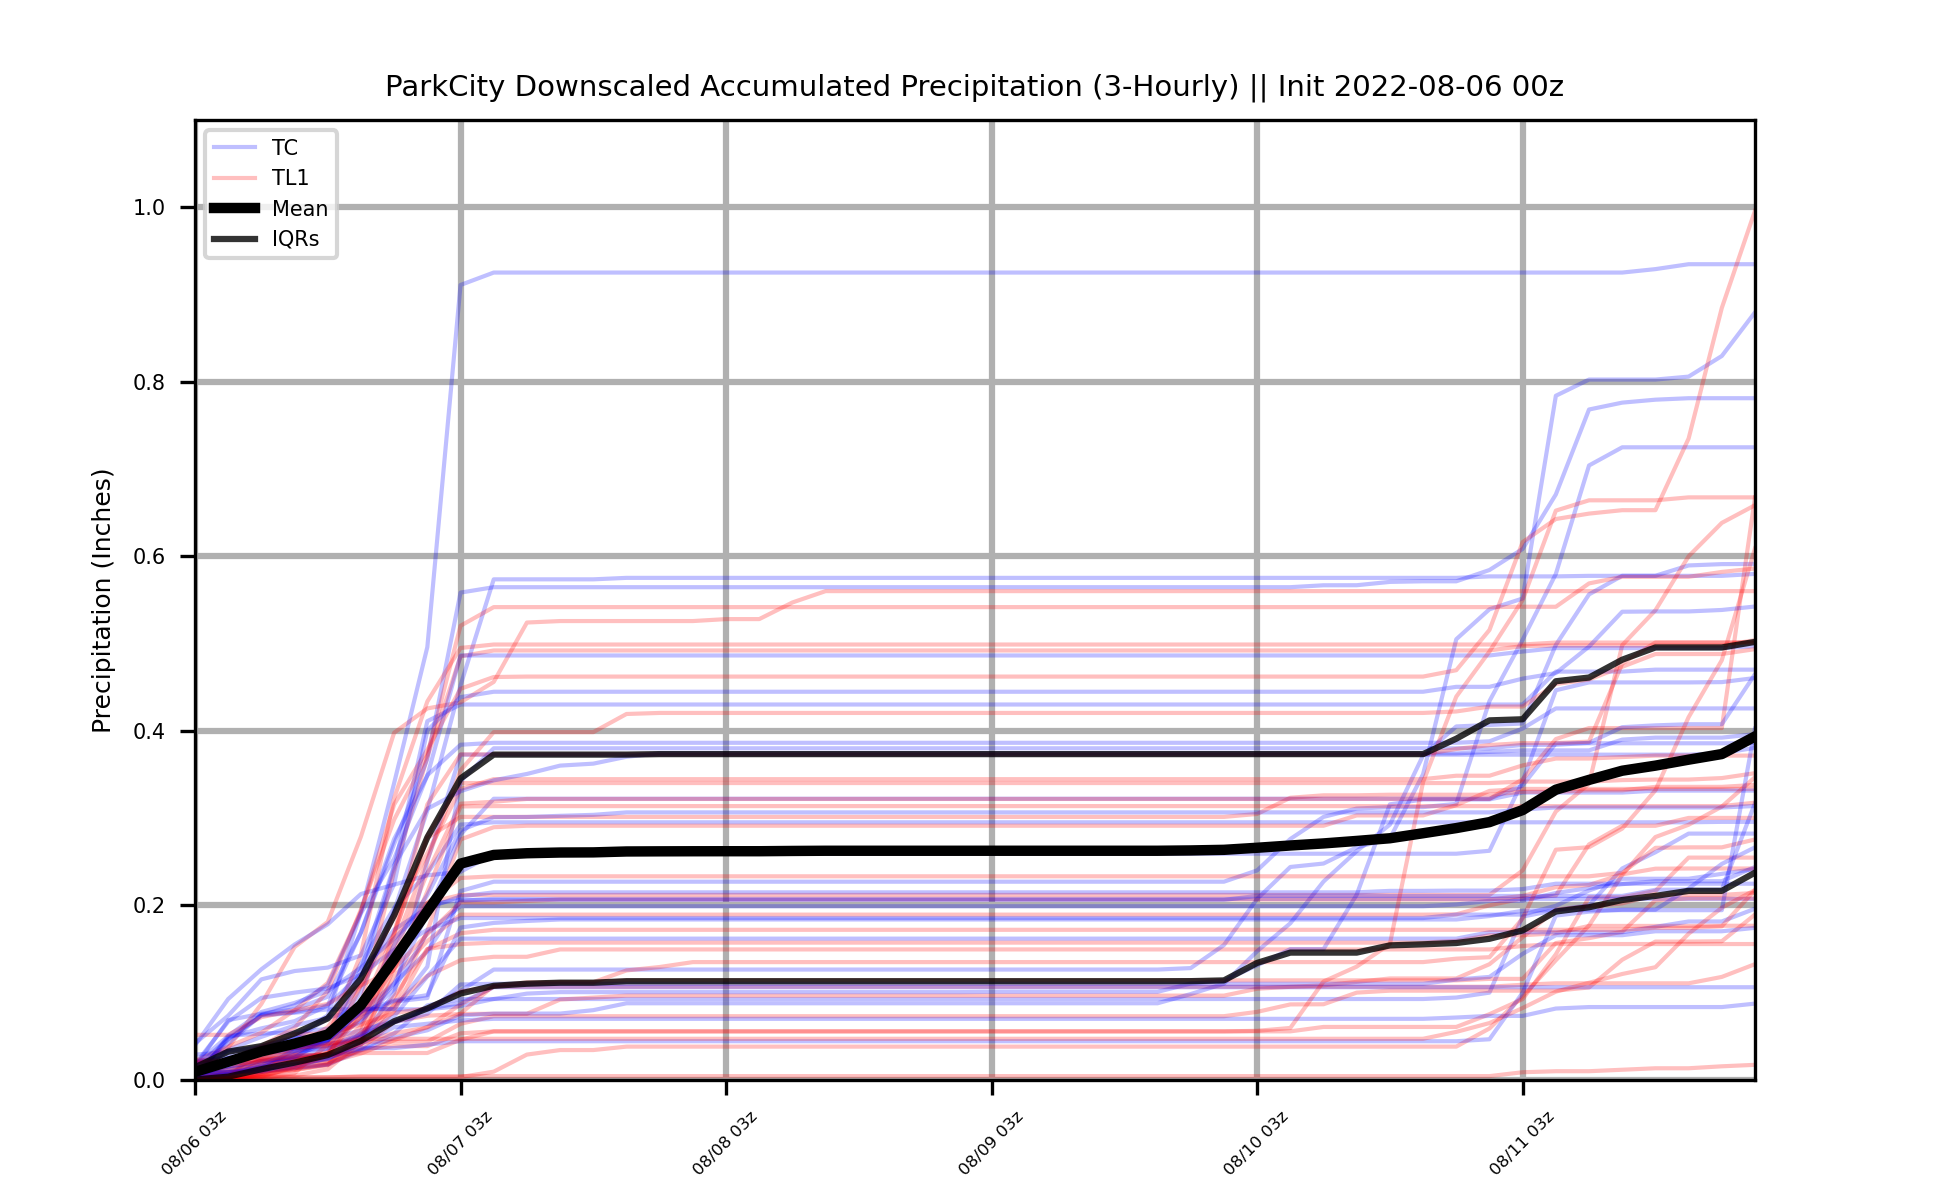 ParkCity Downscaled Accumulated Precipitation (3-Hourly) || Init 2022-08-06 00z
TC
TL1
Mean
IQRs
Precipitation (Inches)
1.0
0.8
0.6
0.4
0.2
0.0
08/06 03z
08/07 03z
08/08 03z
08/09 03z
08/10 03z
08/11 03z